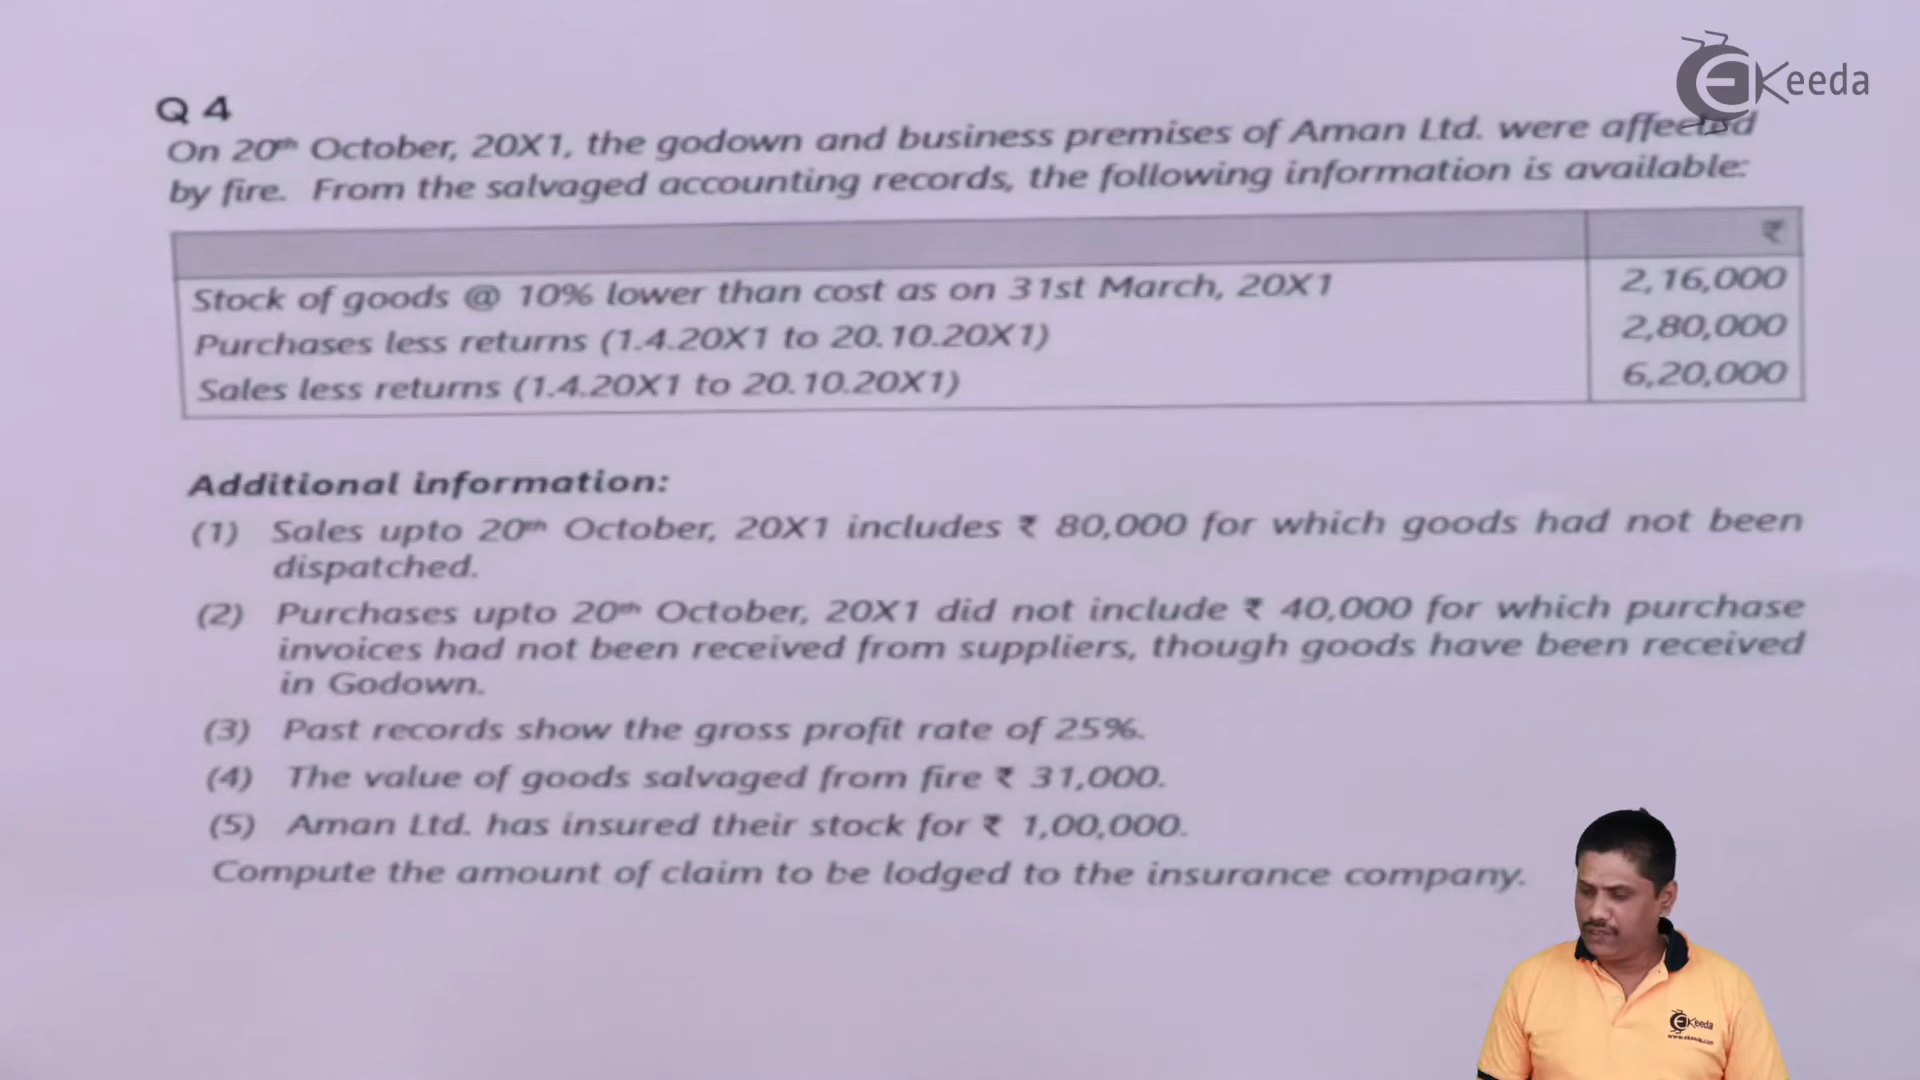 EKeeda
Q 4
On 20th October, 20X1, the godown and business premises of Aman Ltd. were affected
by fire. From the salvaged accounting records, the following information is available:
₹
Stock of goods @ 10% lower than cost as on 31st March, 20X1 2,16,000
Purchases less returns (1.4.20X1 to 20.10.20X1) 2,80,000
Sales less returns (1.4.20X1 to 20.10.20X1) 6,20,000
Additional information:
(1) Sales upto 20th October, 20X1 includes ₹ 80,000 for which goods had not been
dispatched.
(2) Purchases upto 20th October, 20X1 did not include ₹ 40,000 for which purchase
invoices had not been received from suppliers, though goods have been received
in Godown.
(3) Past records show the gross profit rate of 25%.
(4) The value of goods salvaged from fire ₹ 31,000.
(5) Aman Ltd. has insured their stock for ₹ 1,00,000.
Compute the amount of claim to be lodged to the insurance company.
EKeeda
www.ekeeda.com